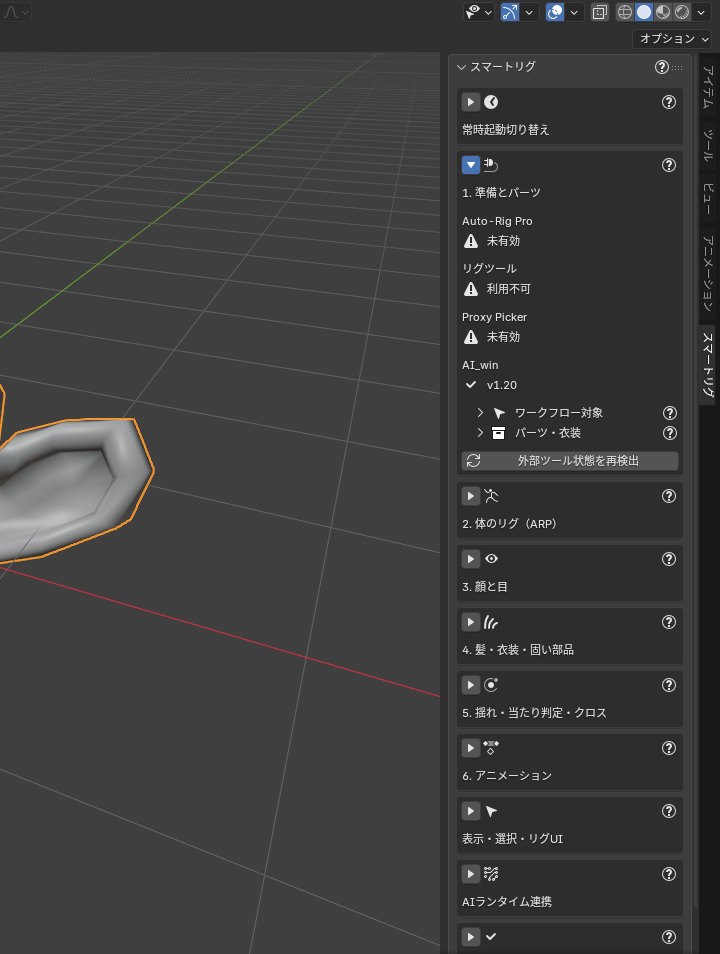 オプション
スマートリグ
常時起動切り替え
1. 準備とパーツ
Auto-Rig Pro
未有効
リグツール
利用不可
Proxy Picker
未有効
AI_win
v1.20
ワークフロー対象
パーツ・衣装
外部ツール状態を再検出
2. 体のリグ（ARP）
3. 顔と目
4. 髪・衣装・固い部品
5. 揺れ・当たり判定・クロス
6. アニメーション
表示・選択・リグUI
AIランタイム連携
アイテム
ツール
ビュー
アニメーション
スマートリグ